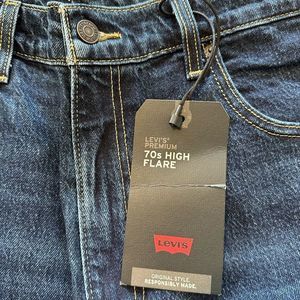 LEVI'S®
PREMIUM
70s HIGH
FLARE
Levi's
ORIGINAL STYLE.
RESPONSIBLY MADE.